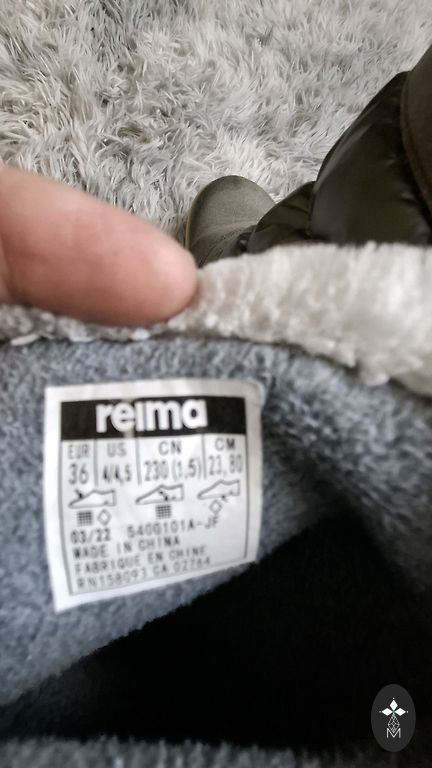 reima
EUR US CN CM
36 4/4,5 230(1,5) 23,80
03/22 5400101A-JF
MADE IN CHINA
FABRIQUE EN CHINE
RN158093 CA 02764
M